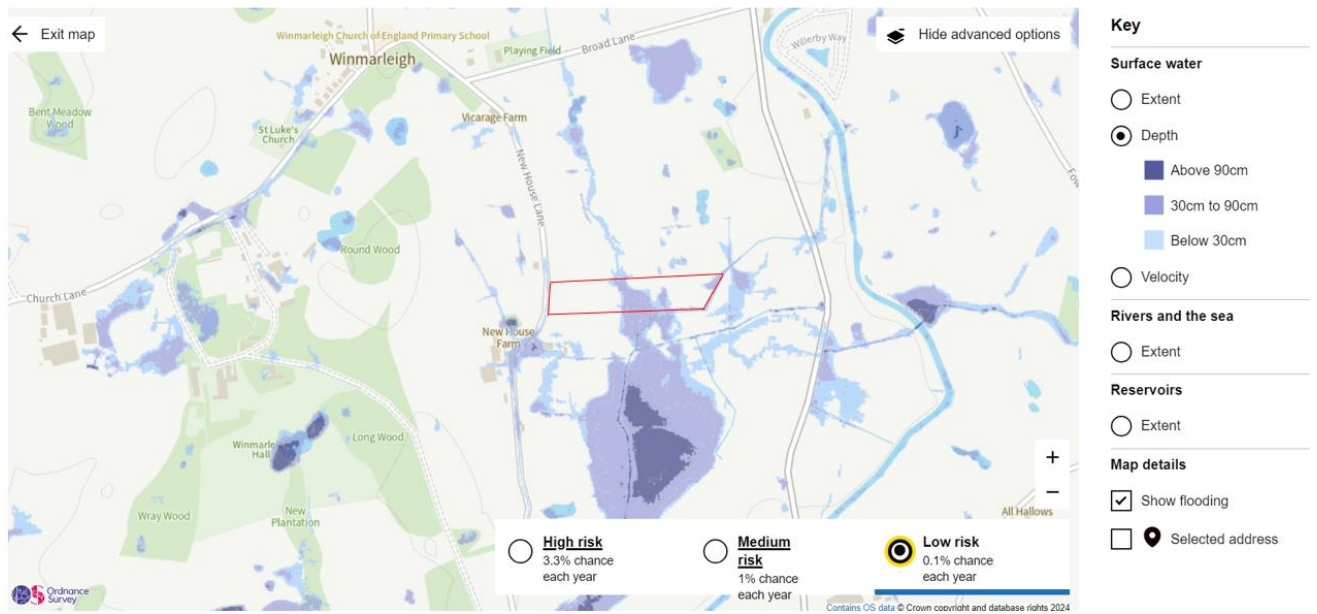 Exit map
Hide advanced options
Winmarleigh Church of England Primary School
Winmarleigh
Playing Field
Broad Lane
Willerby Way
Bent Meadow
Wood
St Luke's
Church
Vicarage Farm
New House Lane
Round Wood
Church Lane
New House
Farm
Long Wood
Hall
Wray Wood
New
Plantation
All Hallows
+
−
High risk
3.3% chance
each year
Medium
risk
1% chance
each year
Low risk
0.1% chance
each year
Ordnance
Survey
Contains OS data © Crown copyright and database rights 2024
Key
Surface water
Extent
Depth
Above 90cm
30cm to 90cm
Below 30cm
Velocity
Rivers and the sea
Extent
Reservoirs
Extent
Map details
Show flooding
Selected address